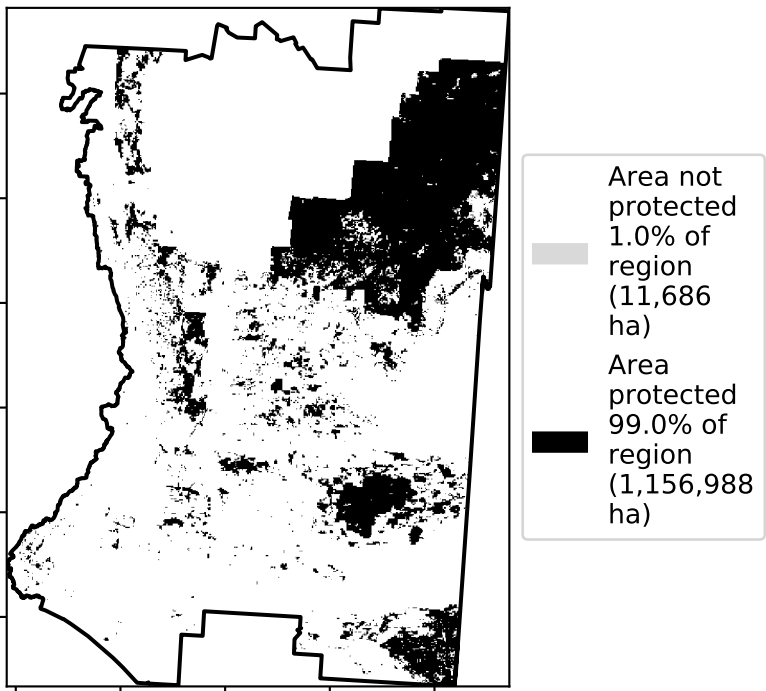 Area not
protected
1.0% of
region
(11,686
ha)
Area
protected
99.0% of
region
(1,156,988
ha)